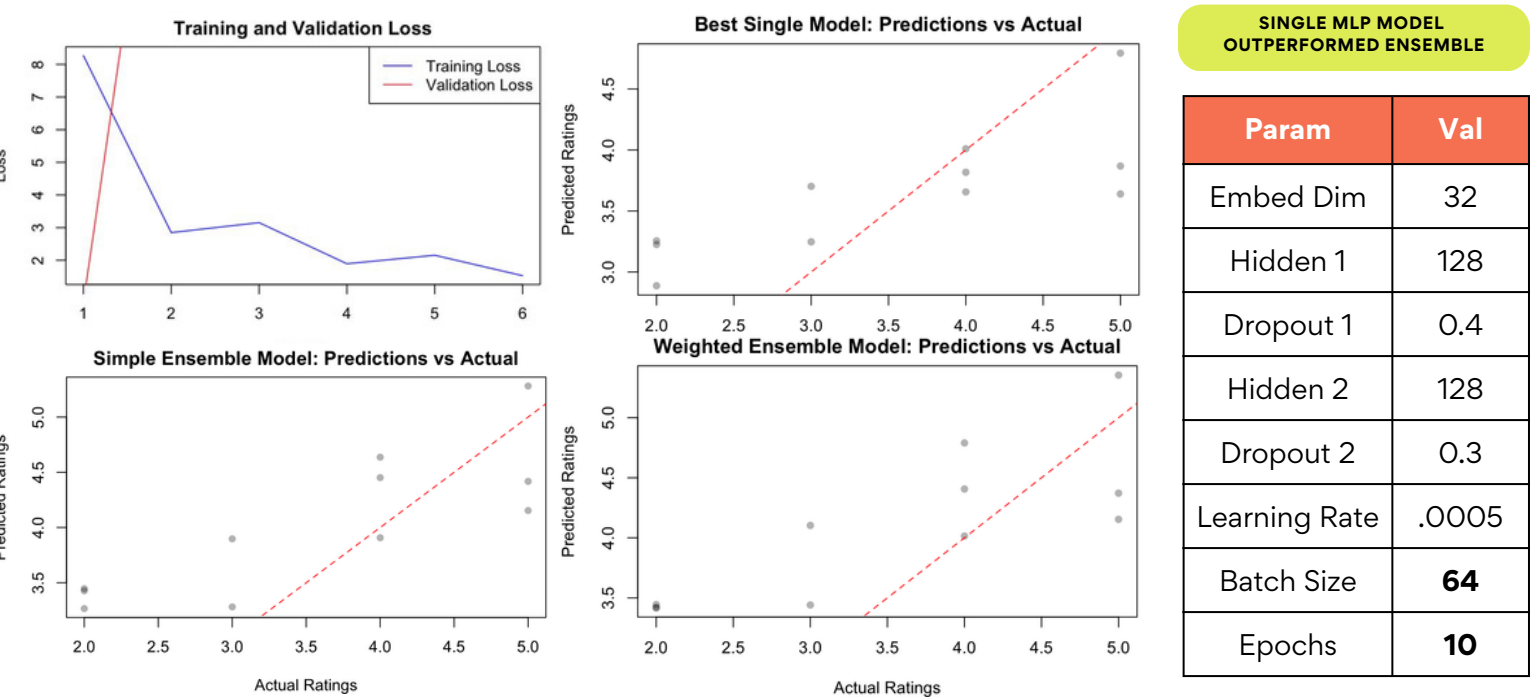 Training and Validation Loss
Loss
8
7
6
5
4
3
2
Training Loss
Validation Loss
1 2 3 4 5 6
Best Single Model: Predictions vs Actual
Predicted Ratings
4.5
4.0
3.5
3.0
2.0 2.5 3.0 3.5 4.0 4.5 5.0
Simple Ensemble Model: Predictions vs Actual
Predicted Ratings
5.0
4.5
4.0
3.5
2.0 2.5 3.0 3.5 4.0 4.5 5.0
Actual Ratings
Weighted Ensemble Model: Predictions vs Actual
Predicted Ratings
5.0
4.5
4.0
3.5
2.0 2.5 3.0 3.5 4.0 4.5 5.0
Actual Ratings
SINGLE MLP MODEL
OUTPERFORMED ENSEMBLE
Param Val
Embed Dim 32
Hidden 1 128
Dropout 1 0.4
Hidden 2 128
Dropout 2 0.3
Learning Rate .0005
Batch Size 64
Epochs 10